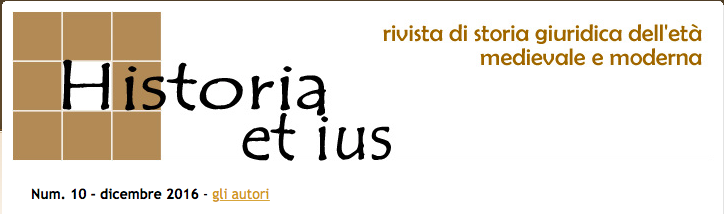 rivista di storia giuridica dell'età
medievale e moderna
Historia
et ius
Num. 10 - dicembre 2016 - gli autori